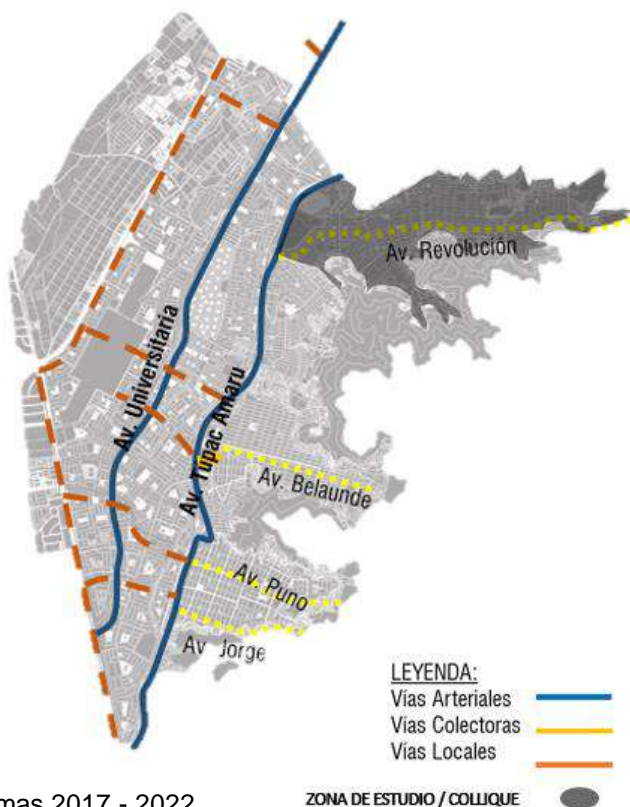 Av. Revolución
Av. Universitaria
Av. Tupac Amaru
Av. Belaunde
Av. Puno
Av. Jorge
LEYENDA:
Vías Arteriales
Vías Colectoras
Vías Locales
ZONA DE ESTUDIO / COLLIQUE
mas 2017 - 2022